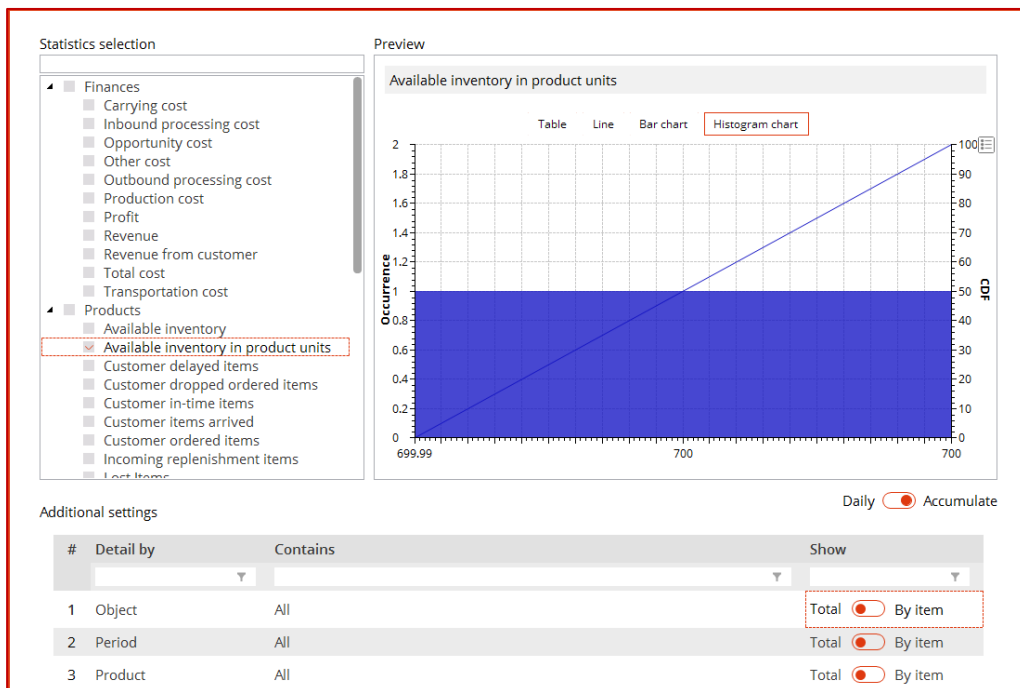 Statistics selection
Preview
Finances
Carrying cost
Inbound processing cost
Opportunity cost
Other cost
Outbound processing cost
Production cost
Profit
Revenue
Revenue from customer
Total cost
Transportation cost
Products
Available inventory
Available inventory in product units
Customer delayed items
Customer dropped ordered items
Customer in-time items
Customer items arrived
Customer ordered items
Incoming replenishment items
Lost Items
Available inventory in product units
Table Line Bar chart Histogram chart
2
1.8
1.6
1.4
1.2
1
0.8
0.6
0.4
0.2
0
Occurrence
100
90
80
70
60
50
40
30
20
10
0
CDF
699.99 700 700
Daily Accumulate
Additional settings
# Detail by Contains Show
1 Object All Total By item
2 Period All Total By item
3 Product All Total By item